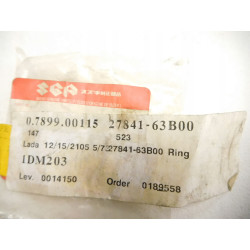 0.7899.00115 27841-63B00
147 523
Lada 12/15/2105 5/7.27841-63B00 Ring
IDM203
Lev. 0014150 Order 0189558